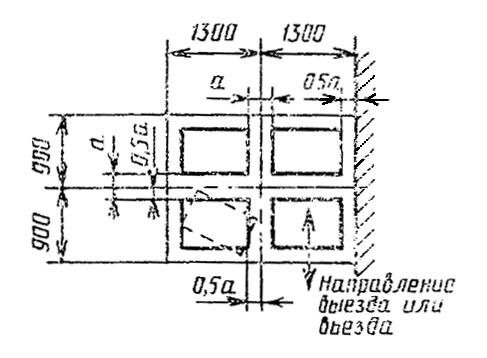 1300 1300
a 0,5a
900
a
0,5a
900
0,5a
Направление
выезда или
въезда